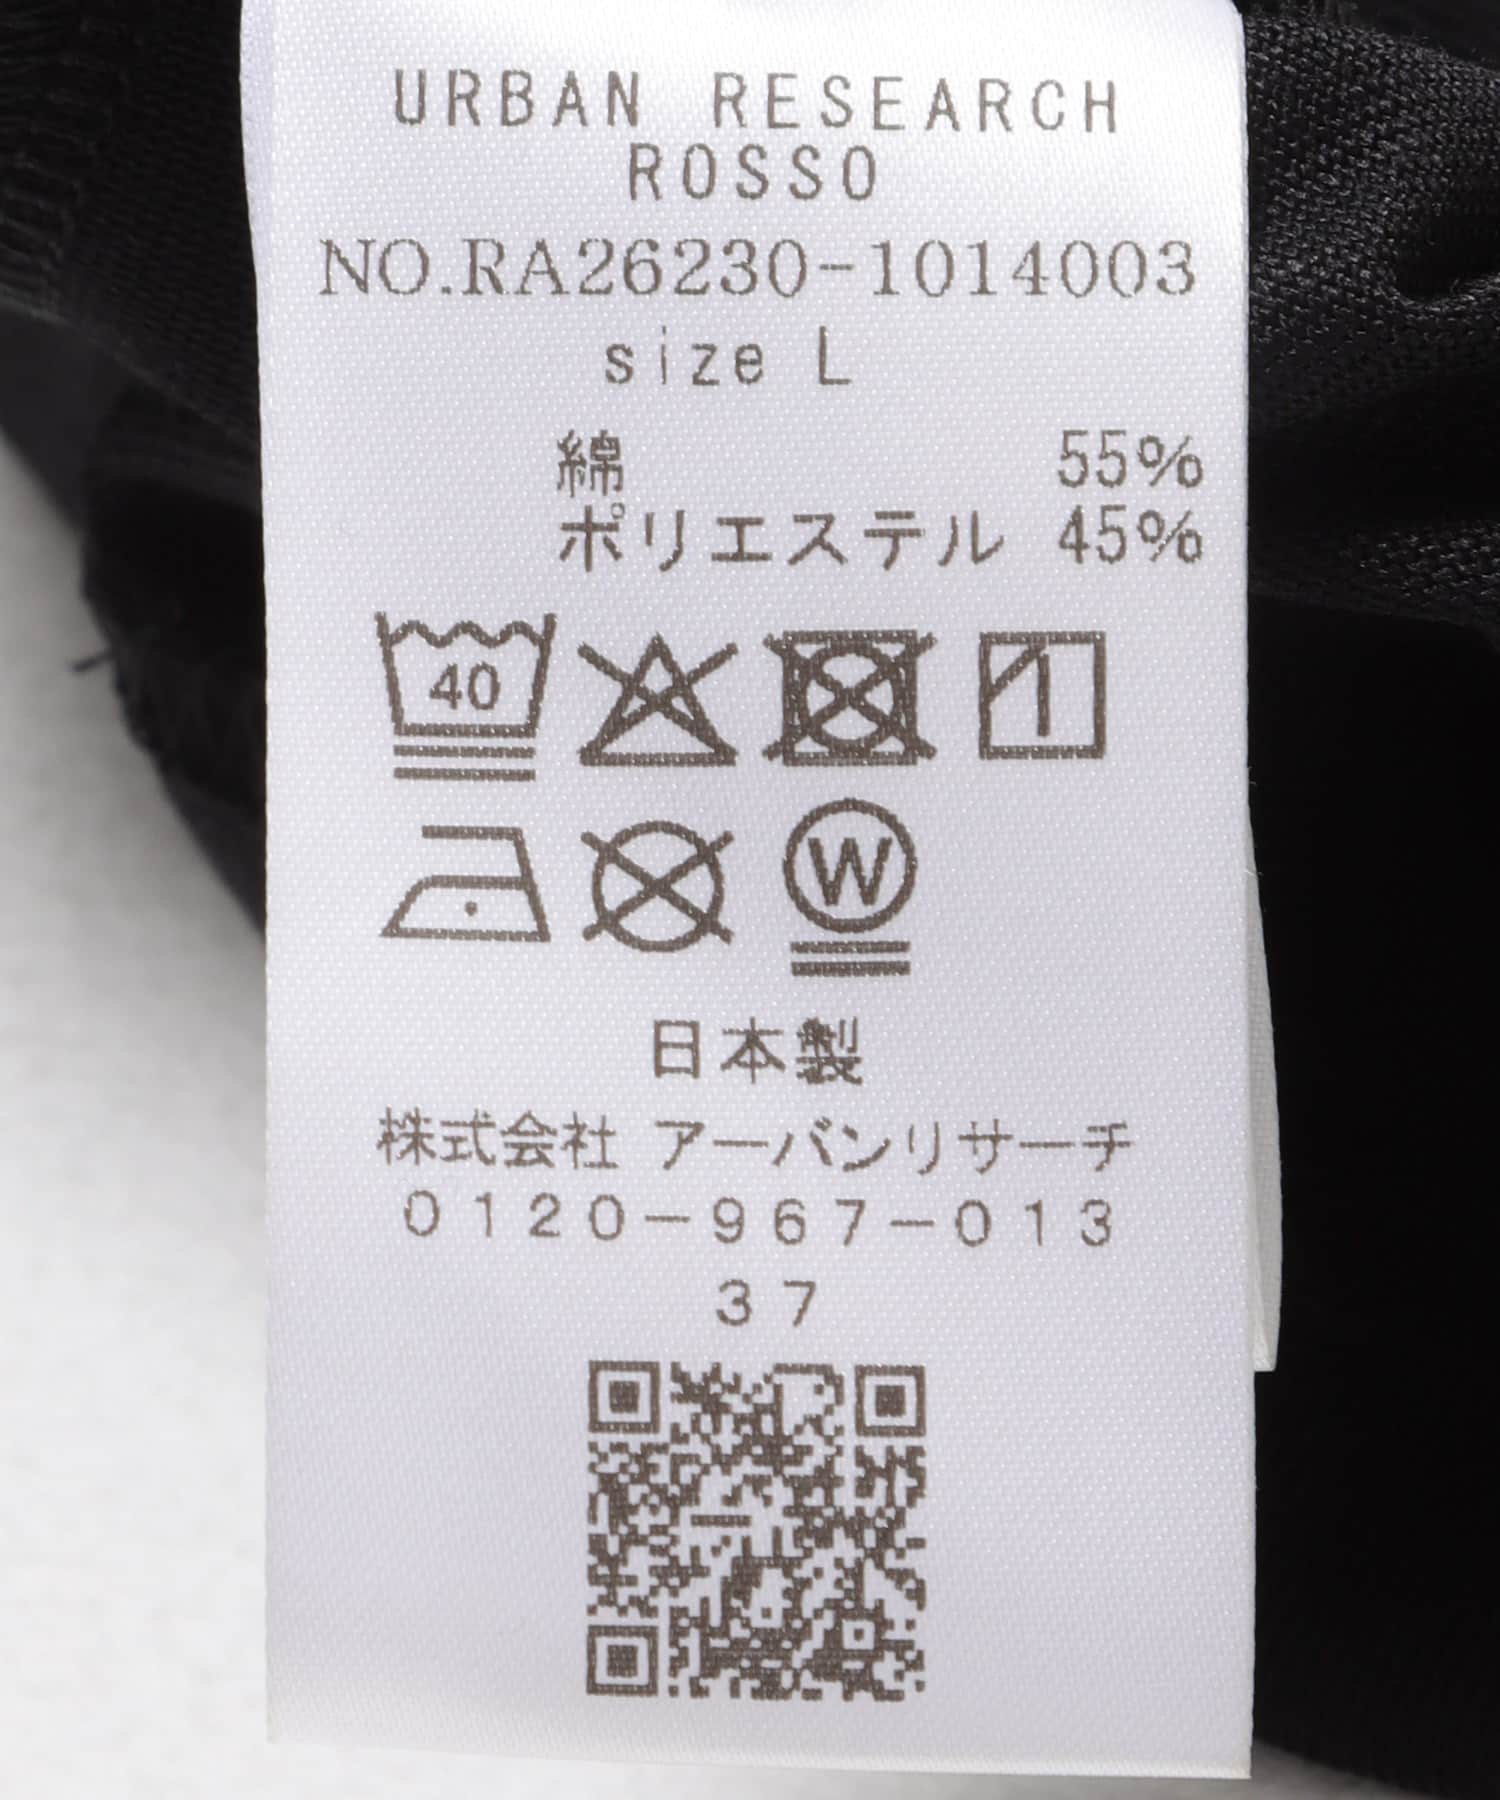 URBAN RESEARCH
ROSSO
NO.RA26230-1014003
size L
綿 55%
ポリエステル 45%
40
W
日本製
株式会社 アーバンリサーチ
0120-967-013
37